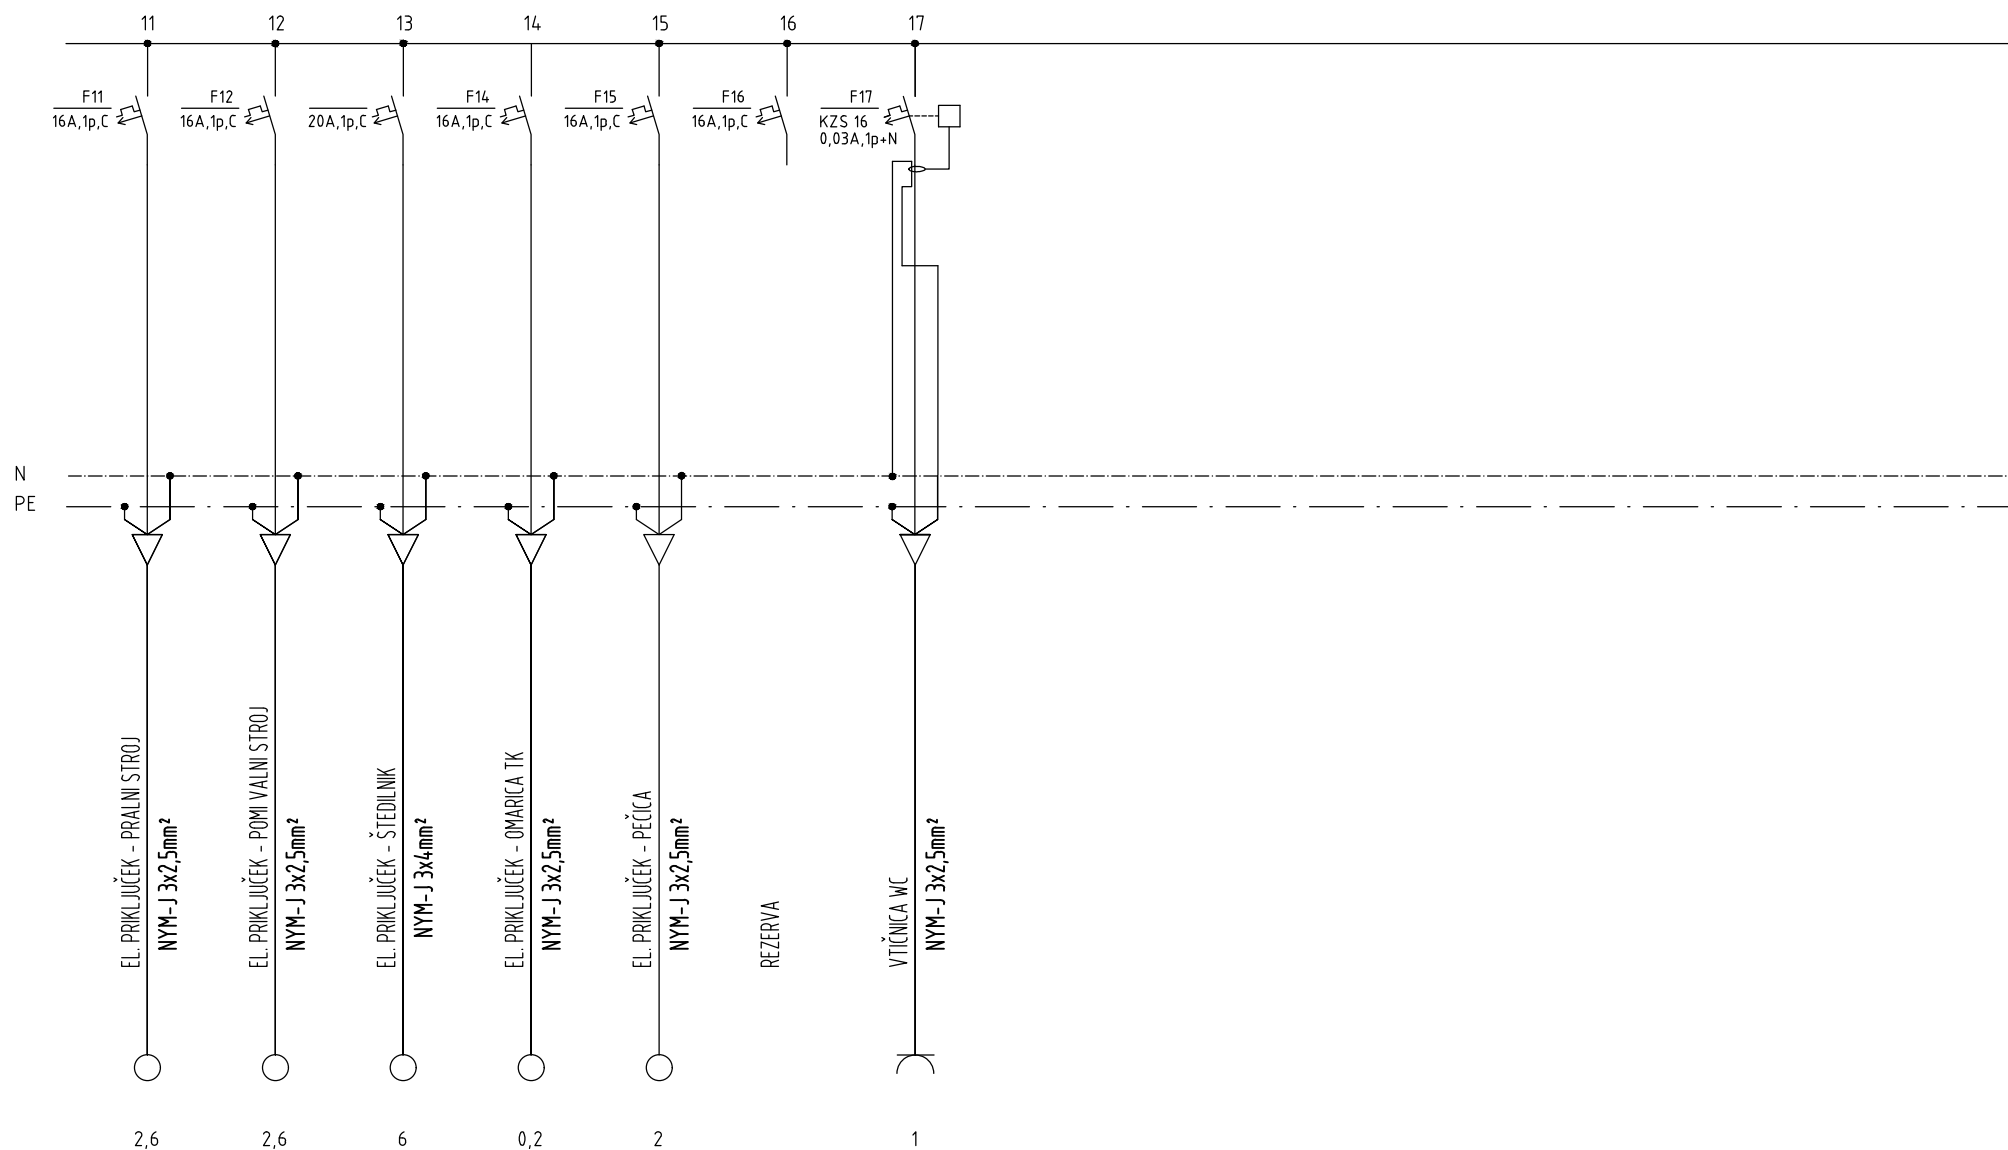 11 12 13 14 15 16 17
F11
16A,1p,C
F12
16A,1p,C
20A,1p,C
F14
16A,1p,C
F15
16A,1p,C
F16
16A,1p,C
F17
KZS 16
0,03A,1p+N
N
PE
EL. PRIKLJUČEK - PRALNI STROJ
NYM-J 3x2,5mm²
EL. PRIKLJUČEK - POMI VALNI STROJ
NYM-J 3x2,5mm²
EL. PRIKLJUČEK - ŠTEDILNIK
NYM-J 3x4mm²
EL. PRIKLJUČEK - OMARICA TK
NYM-J 3x2,5mm²
EL. PRIKLJUČEK - PEČICA
NYM-J 3x2,5mm²
REZERVA
VTIČNICA WC
NYM-J 3x2,5mm²
2,6 2,6 6 0,2 2 1